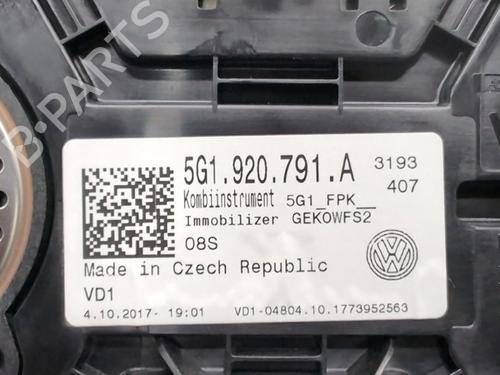 B-PARTS
5G1.920.791.A 3193
Kombiinstrument 5G1_FPK__ 407
Immobilizer GEKOWFS2
08S
Made in Czech Republic
VD1
4.10.2017- 19:01 VD1-04804.10.1773952563